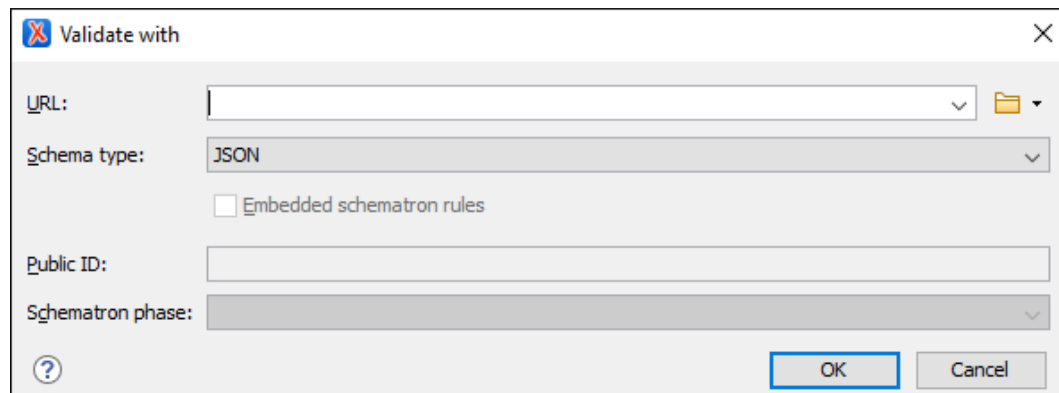 Validate with
URL:
Schema type: JSON
Embedded schematron rules
Public ID:
Schematron phase:
? OK Cancel